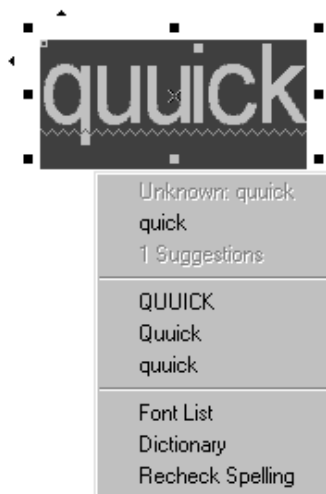 quuick
Unknown: quuick
quick
1 Suggestions
QUUICK
Quuick
quuick
Font List
Dictionary
Recheck Spelling